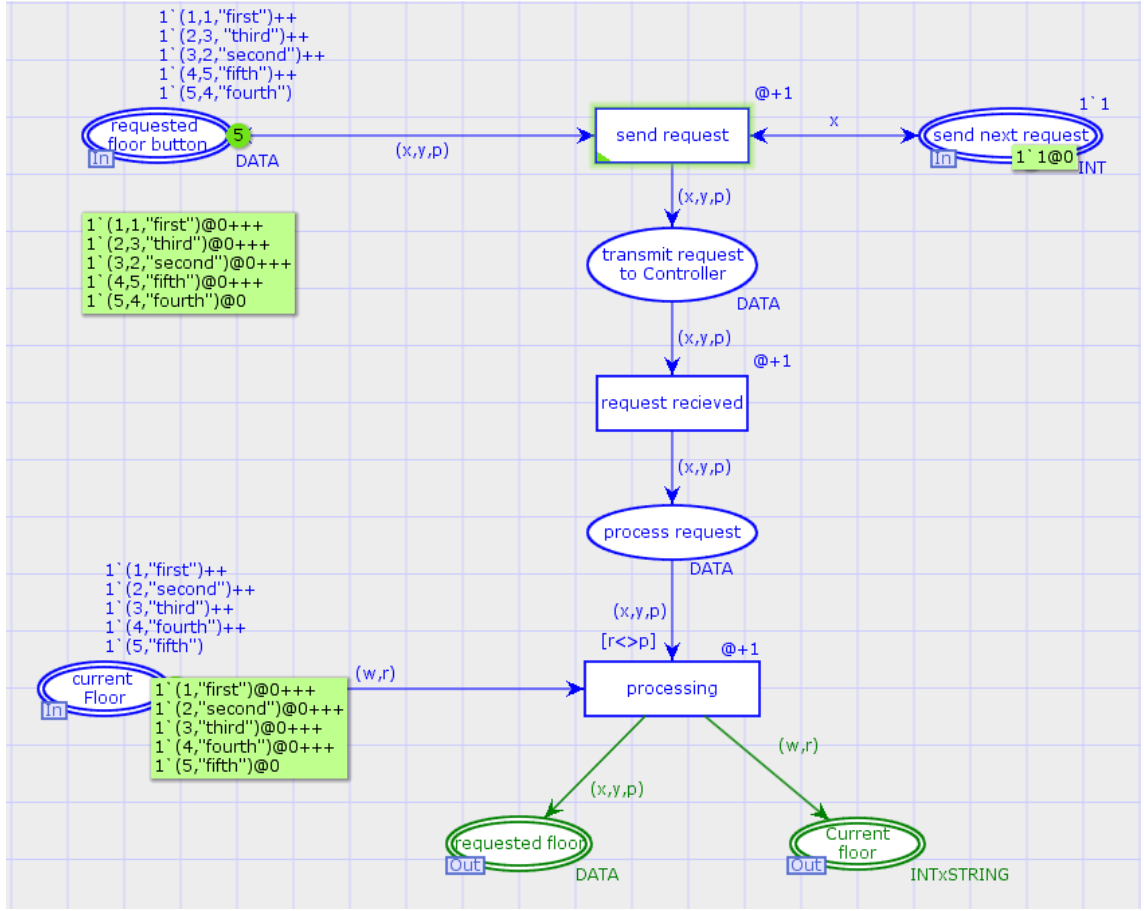 1`(1,1,"first")++
1`(2,3, "third")++
1`(3,2,"second")++
1`(4,5,"fifth")++
1`(5,4,"fourth")
requested
floor button
In
5
DATA
(x,y,p)
@+1
send request
x
1`1
send next request
In
1`1@0
INT
1`(1,1,"first")@0+++
1`(2,3,"third")@0+++
1`(3,2,"second")@0+++
1`(4,5,"fifth")@0+++
1`(5,4,"fourth")@0
(x,y,p)
transmit request
to Controller
DATA
(x,y,p)
@+1
request recieved
(x,y,p)
process request
DATA
1`(1,"first")++
1`(2,"second")++
1`(3,"third")++
1`(4,"fourth")++
1`(5,"fifth")
(x,y,p)
[r<>p]
@+1
current
Floor
In
1`(1,"first")@0+++
1`(2,"second")@0+++
1`(3,"third")@0+++
1`(4,"fourth")@0+++
1`(5,"fifth")@0
(w,r)
processing
(w,r)
(x,y,p)
requested floor
Out
DATA
Current
floor
Out
INTxSTRING